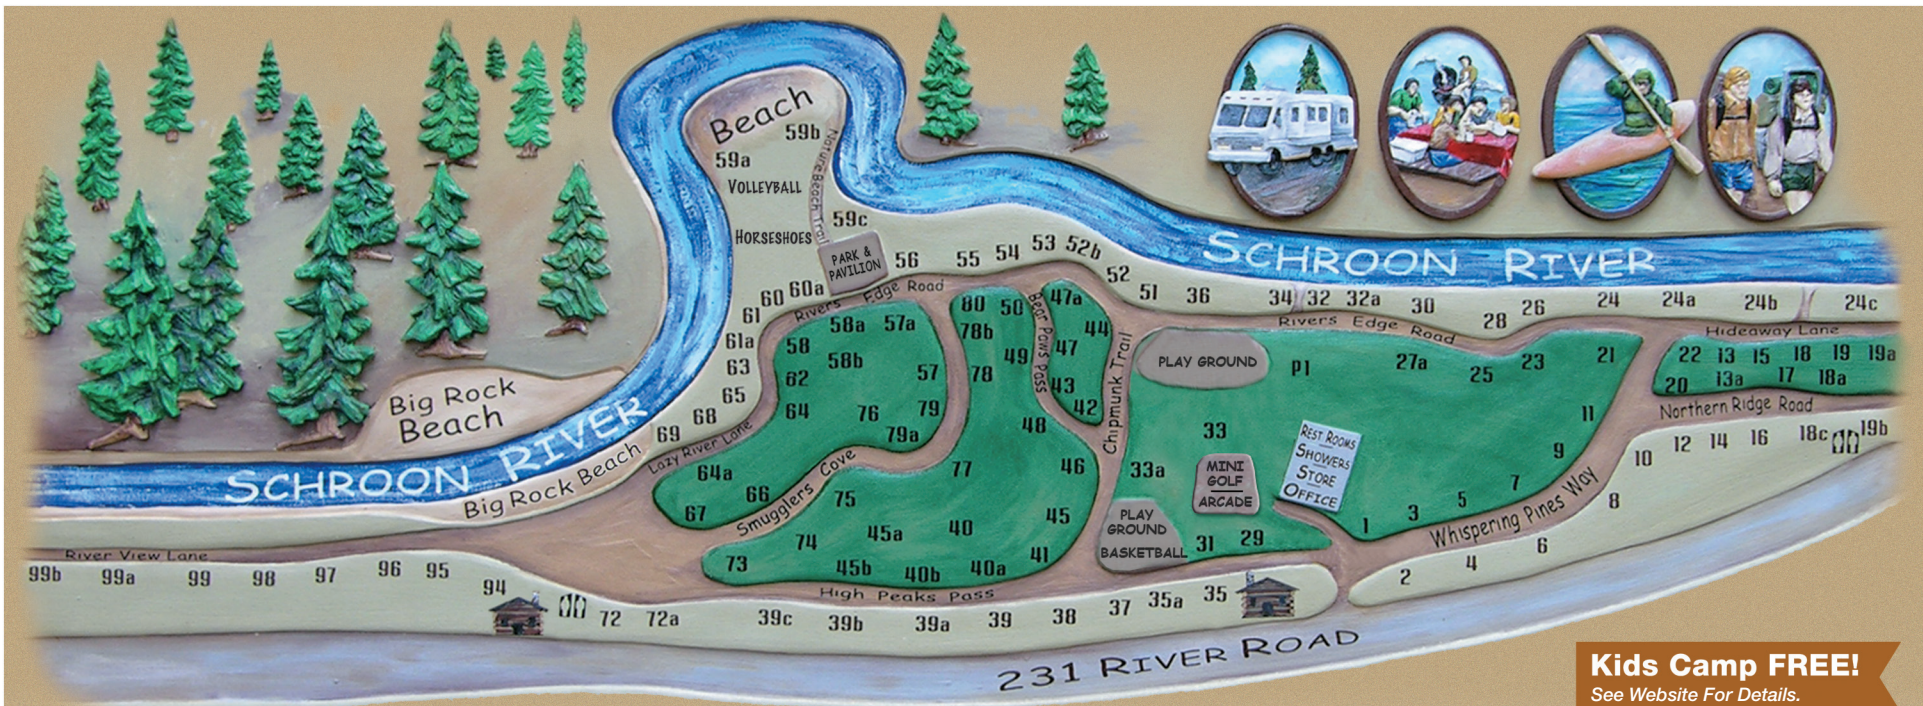 Beach
59b
59a
Nature Beach Trail
VOLLEYBALL
59c
HORSESHOES
PARK &
PAVILION
56
55
54
53
52b
52
51
36
34
32
32a
30
28
26
24
24a
24b
24c
SCHROON RIVER
60
60a
61
61a
63
65
68
69
Rivers Edge Road
Rivers Edge Road
Hideaway Lane
58a
57a
58
58b
57
62
64
76
79
79a
64a
66
67
Lazy River Lane
Smugglers Cove
80
50
78b
78
49
48
77
46
75
45a
40
45
74
73
45b
40b
40a
41
Bear Paws Pass
47a
44
47
43
42
Chipmunk Trail
PLAY GROUND
P1
27a
25
23
21
11
9
7
5
3
1
33
33a
MINI
GOLF
ARCADE
REST ROOMS
SHOWERS
STORE
OFFICE
PLAY
GROUND
BASKETBALL
31
29
22
13
15
18
19
19a
20
13a
17
18a
Northern Ridge Road
10
12
14
16
18c
19b
8
6
4
2
Whispering Pines Way
Big Rock
Beach
SCHROON RIVER
Big Rock Beach
River View Lane
99b
99a
99
98
97
96
95
94
72
72a
39c
39b
39a
39
38
37
35a
35
High Peaks Pass
231 RIVER ROAD
Kids Camp FREE!
See Website For Details.